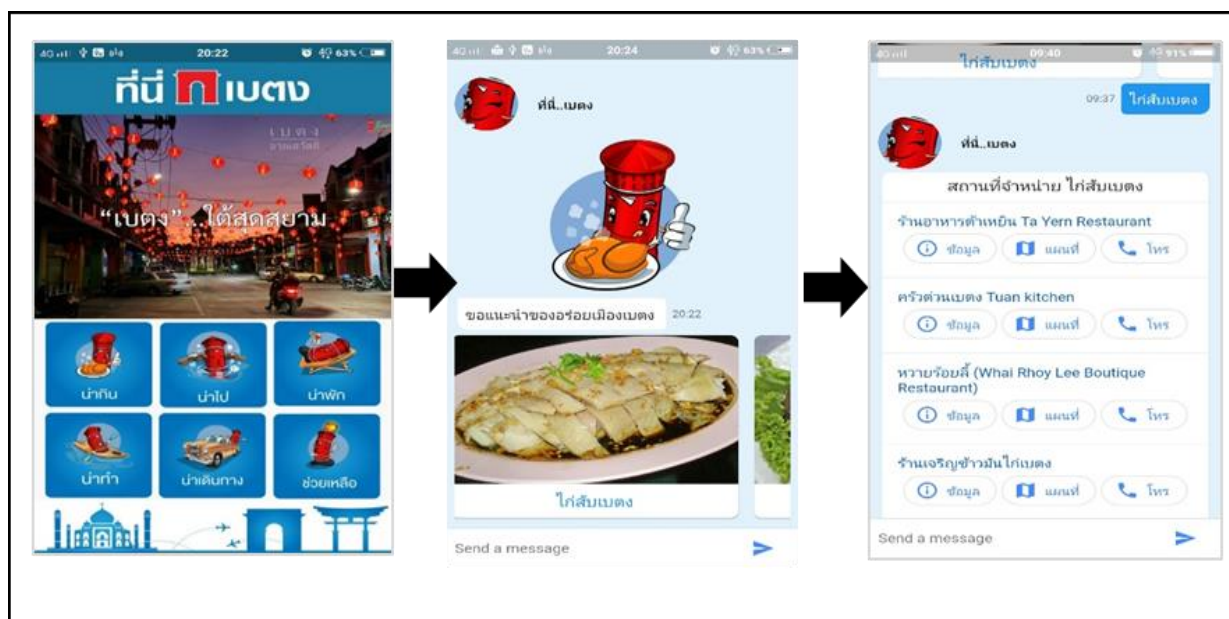 20:22
63%
ที่นี่ เบตง
เบตง
“เบตง”...ใต้สุดสยาม
น่ากิน
น่าไป
น่าพัก
น่าทำ
น่าเดินทาง
ช่วยเหลือ
20:24
63%
ที่นี่..เบตง
ขอแนะนำของอร่อยเมืองเบตง 20:22
ไก่สับเบตง
Send a message
09:40
91%
ไก่สับเบตง
09:37 ไก่สับเบตง
ที่นี่..เบตง
สถานที่จำหน่าย ไก่สับเบตง
ร้านอาหารต้าเหยิน Ta Yern Restaurant
ข้อมูล แผนที่ โทร
ครัวต่วนเบตง Tuan kitchen
ข้อมูล แผนที่ โทร
หวายร้อยลี้ (Whai Rhoy Lee Boutique
Restaurant)
ข้อมูล แผนที่ โทร
ร้านเจริญข้าวมันไก่เบตง
ข้อมูล แผนที่ โทร
Send a message